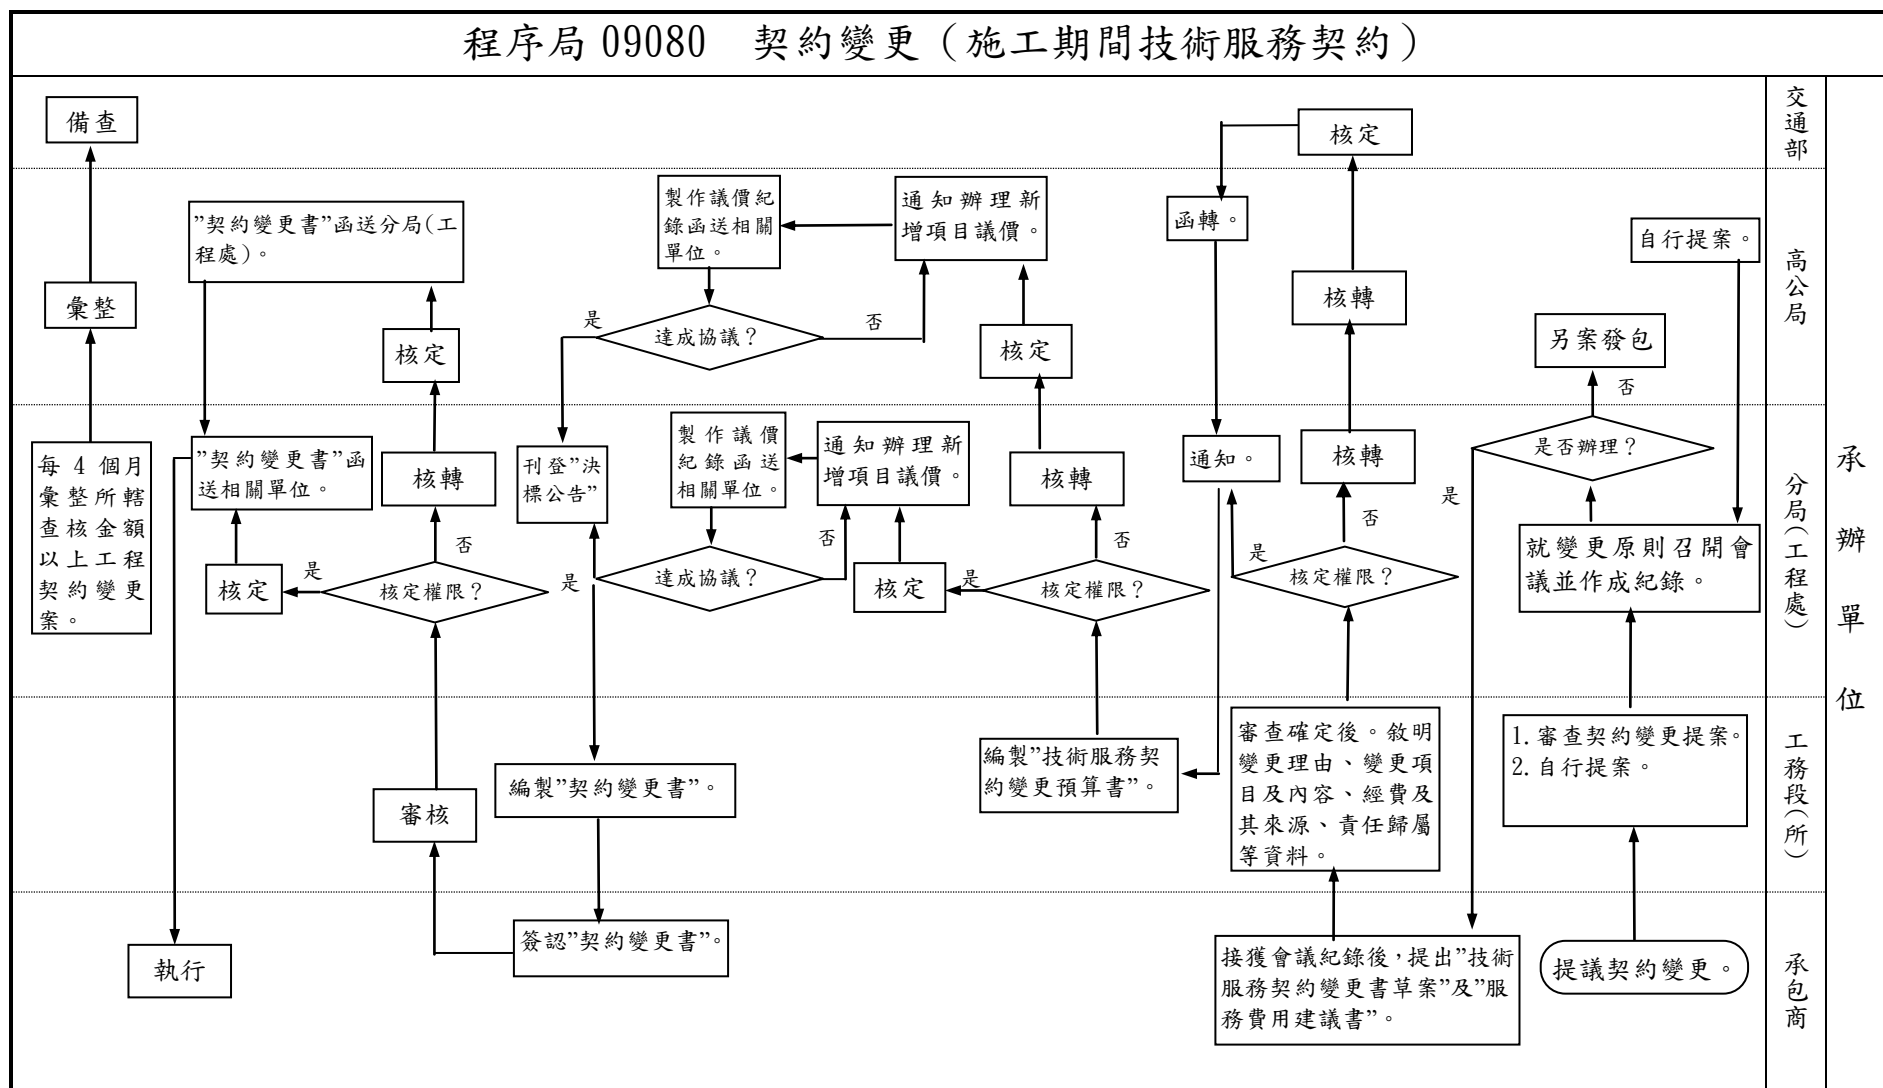 程序局 09080 契約變更（施工期間技術服務契約）
交通部
高公局
分局(工程處)
工務段(所)
承包商
承辦單位
備查
彙整
每 4 個月
彙整所轄
查核金額
以上工程
契約變更
案。
”契約變更書”函送分局(工
程處)。
核定
”契約變更書”函
送相關單位。
核轉
否
核定
是
核定權限？
審核
執行
製作議價紀
錄函送相關
單位。
通知辦理新
增項目議價。
是
達成協議？
否
核定
刊登”決
標公告”
製作議價
紀錄函送
相關單位。
通知辦理新
增項目議價。
核轉
否
是
達成協議？
否
核定
是
核定權限？
編製”契約變更書”。
簽認”契約變更書”。
編製”技術服務契
約變更預算書”。
核定
函轉。
核轉
通知。
核轉
否
是
核定權限？
審查確定後。敘明
變更理由、變更項
目及內容、經費及
其來源、責任歸屬
等資料。
接獲會議紀錄後，提出”技術
服務契約變更書草案”及”服
務費用建議書”。
自行提案。
另案發包
否
是否辦理？
是
就變更原則召開會
議並作成紀錄。
1.審查契約變更提案。
2.自行提案。
提議契約變更。